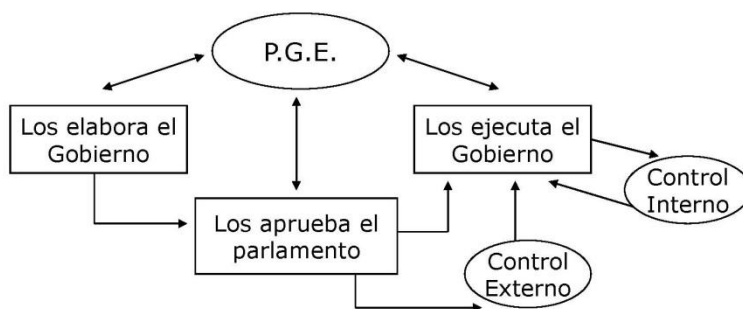 P.G.E.
Los elabora el
Gobierno
Los ejecuta el
Gobierno
Control
Interno
Los aprueba el
parlamento
Control
Externo